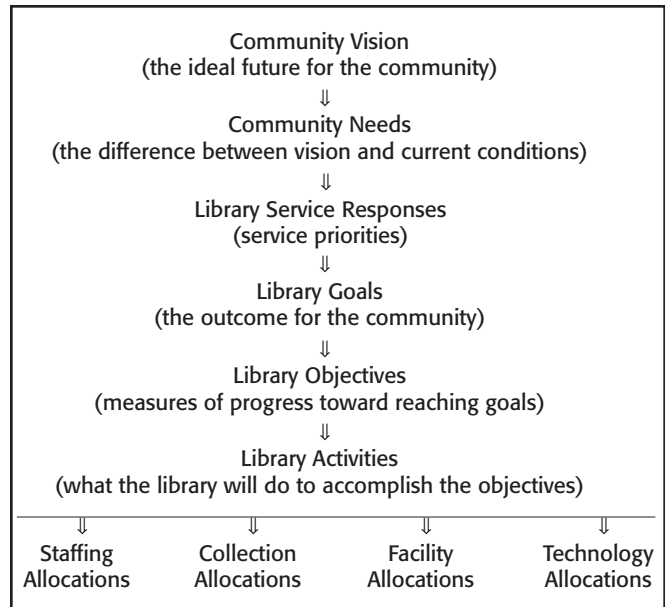 Community Vision
(the ideal future for the community)
⇓
Community Needs
(the difference between vision and current conditions)
⇓
Library Service Responses
(service priorities)
⇓
Library Goals
(the outcome for the community)
⇓
Library Objectives
(measures of progress toward reaching goals)
⇓
Library Activities
(what the library will do to accomplish the objectives)
⇓ ⇓ ⇓ ⇓
Staffing Collection Facility Technology
Allocations Allocations Allocations Allocations